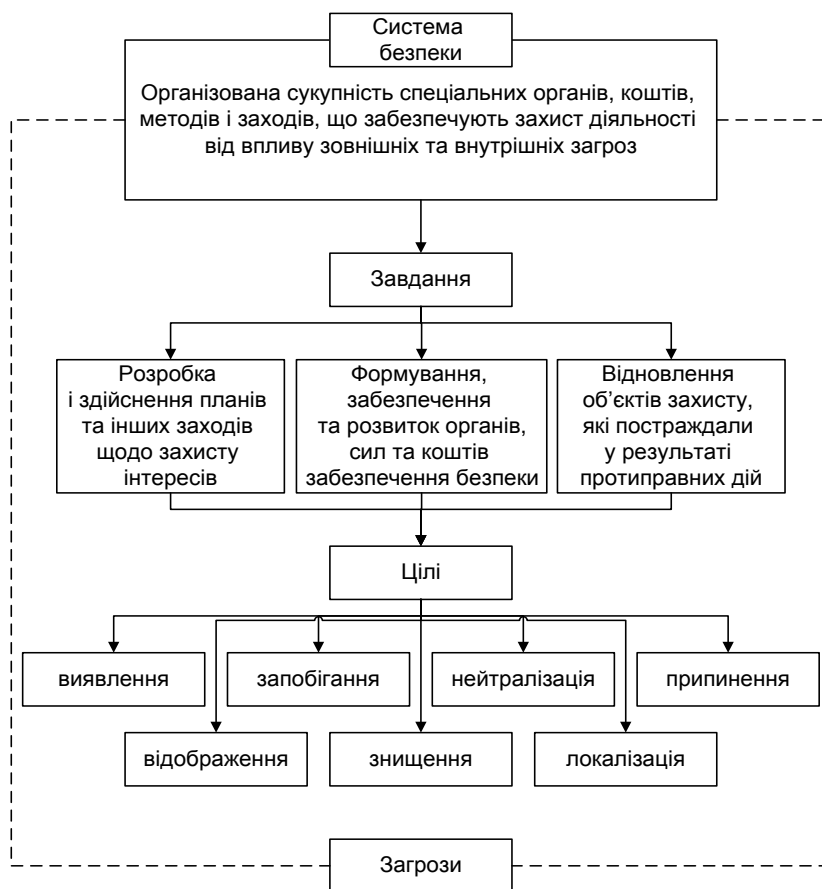 Система
безпеки
Організована сукупність спеціальних органів, коштів,
методів і заходів, що забезпечують захист діяльності
від впливу зовнішніх та внутрішніх загроз
Завдання
Розробка
і здійснення планів
та інших заходів
щодо захисту
інтересів
Формування,
забезпечення
та розвиток органів,
сил та коштів
забезпечення безпеки
Відновлення
об’єктів захисту,
які постраждали
у результаті
протиправних дій
Цілі
виявлення
запобігання
нейтралізація
припинення
відображення
знищення
локалізація
Загрози